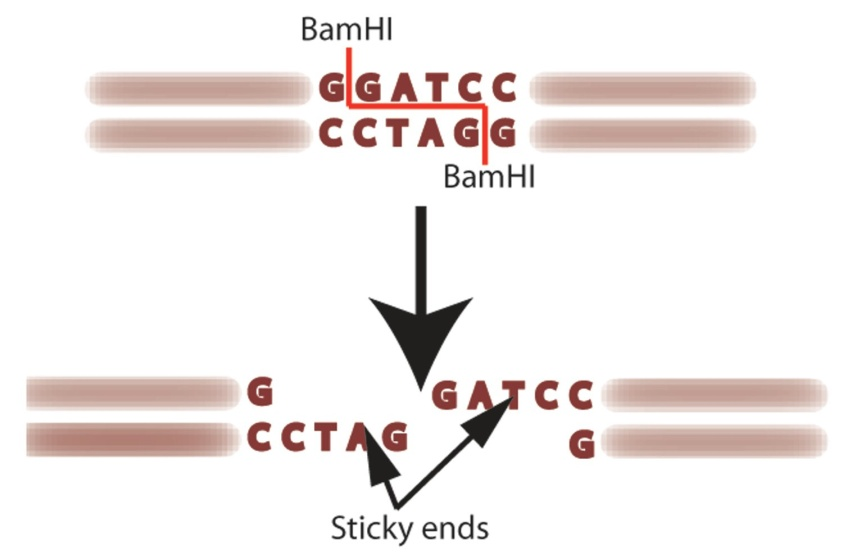 BamHI
GGATCC
CCTAGG
BamHI
G GATCC
CCTAG G
Sticky ends